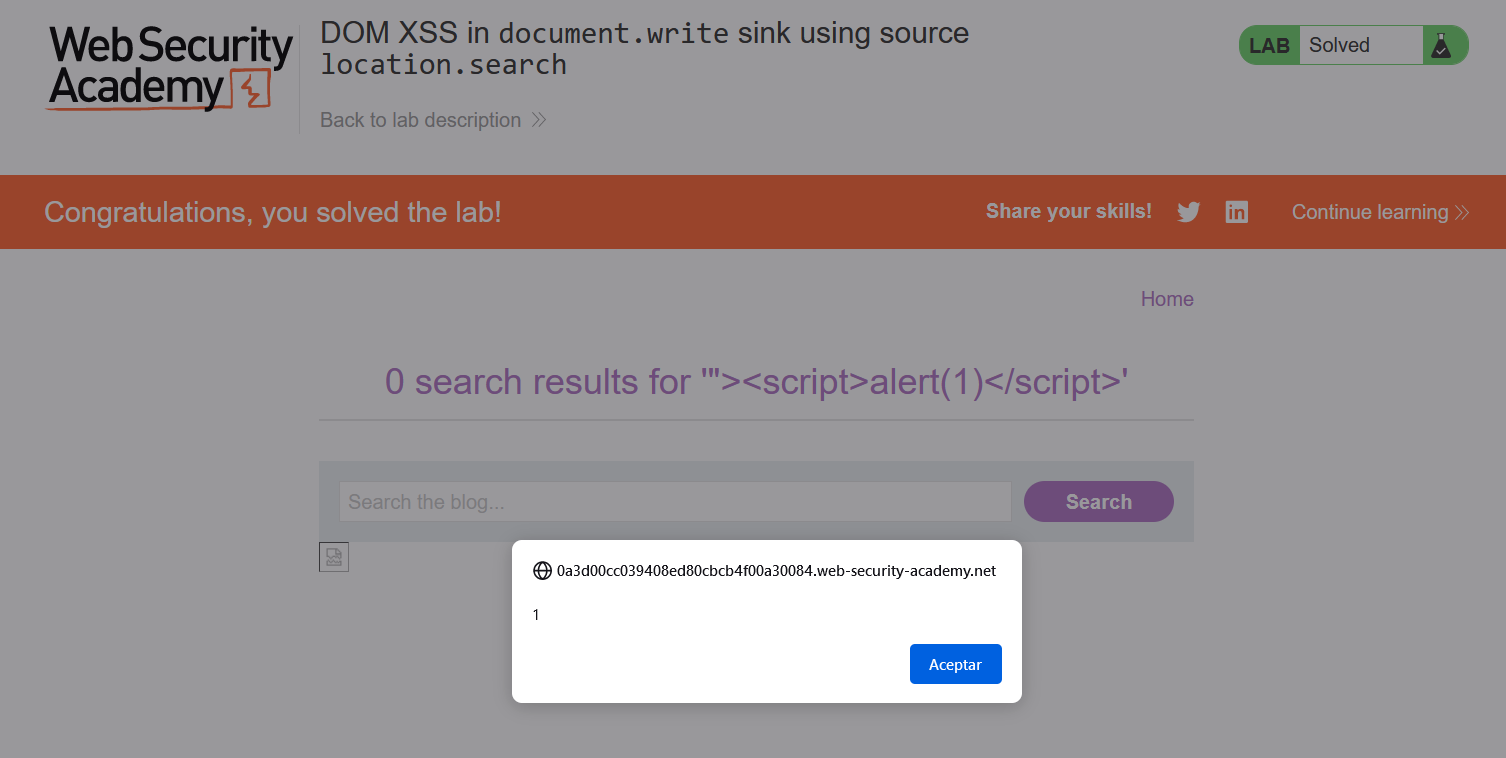 Web Security
Academy
DOM XSS in document.write sink using source
location.search
Back to lab description
LAB Solved
Congratulations, you solved the lab!
Share your skills!
Continue learning
Home
0 search results for '"><script>alert(1)</script>'
Search the blog...
Search
0a3d00cc039408ed80cbcb4f00a30084.web-security-academy.net
1
Aceptar